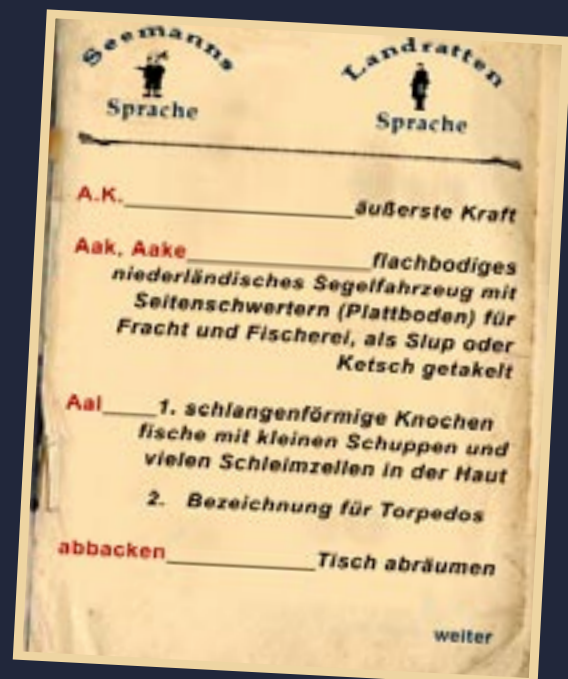 Seemanns Landratten
Sprache Sprache
A.K.____________________äußerste Kraft
Aak, Aake________________flachbodiges
niederländisches Segelfahrzeug mit
Seitenschwertern (Plattboden) für
Fracht und Fischerei, als Slup oder
Ketsch getakelt
Aal_____1. schlangenförmige Knochen
fische mit kleinen Schuppen und
vielen Schleimzellen in der Haut
2. Bezeichnung für Torpedos
abbacken_____________Tisch abräumen
weiter